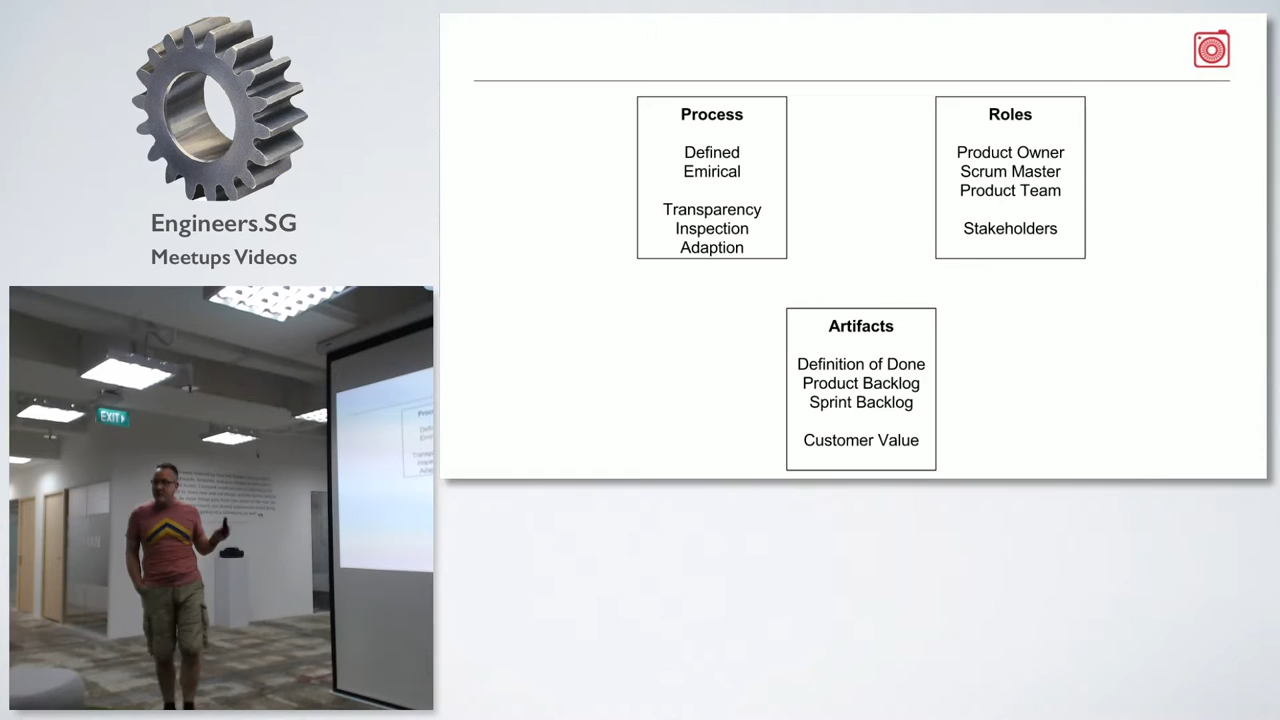 Engineers.SG
Meetups Videos
EXIT
Process
Defined
Emirical
Transparency
Inspection
Adaption
Roles
Product Owner
Scrum Master
Product Team
Stakeholders
Artifacts
Definition of Done
Product Backlog
Sprint Backlog
Customer Value